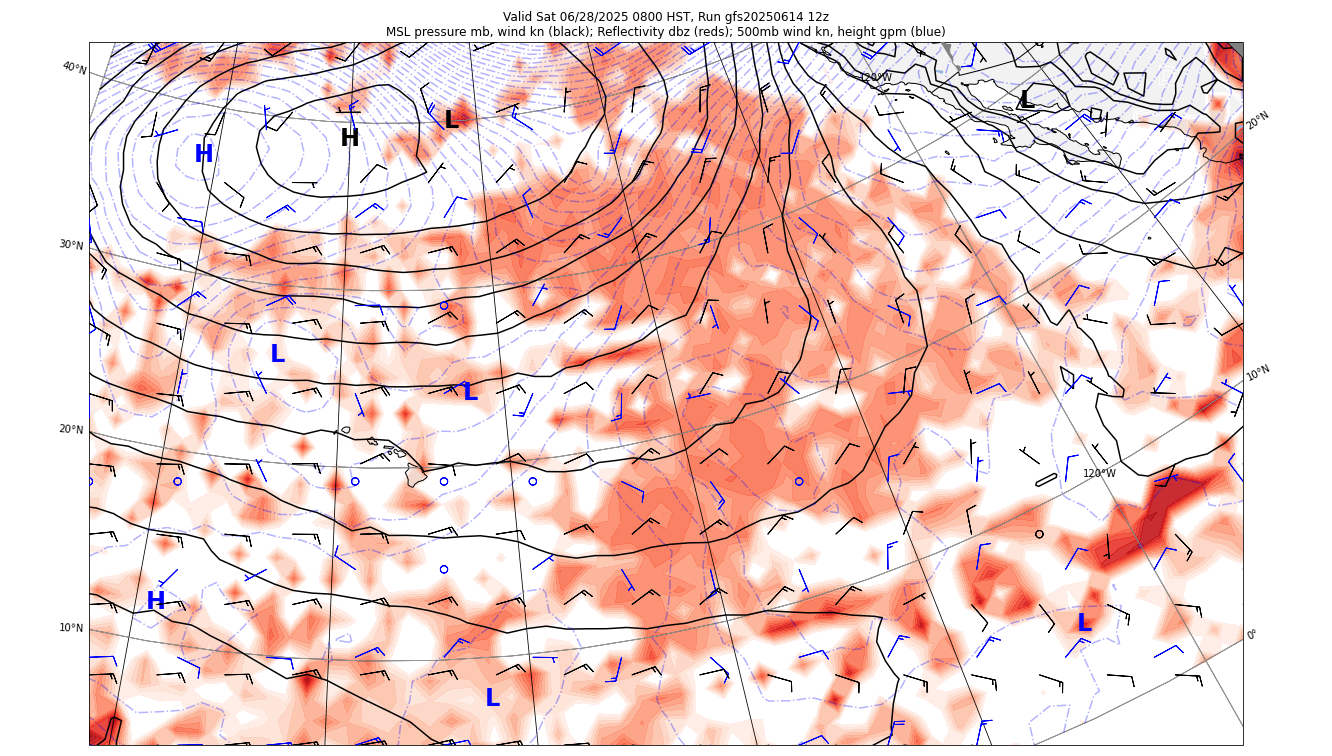 Valid Sat 06/28/2025 0800 HST, Run gfs20250614 12z
MSL pressure mb, wind kn (black); Reflectivity dbz (reds); 500mb wind kn, height gpm (blue)
40°N
120°W
L
20°N
L
H
H
30°N
L
10°N
L
20°N
120°W
H
L
10°N
0°
L